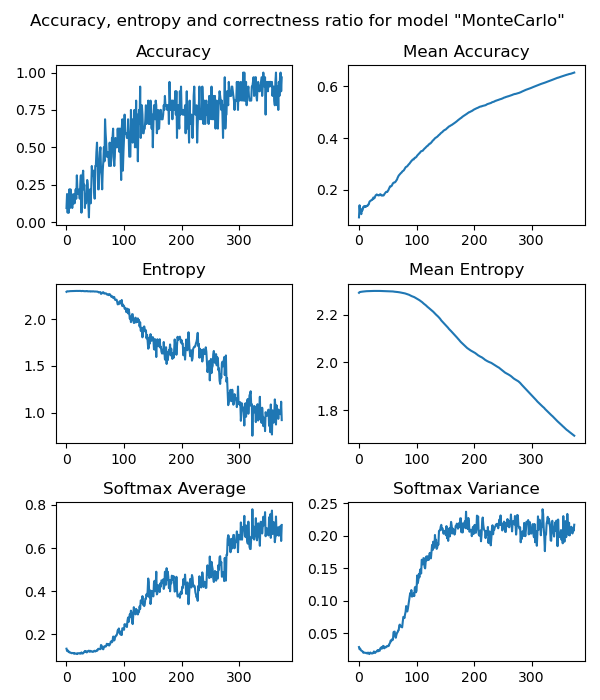 Accuracy, entropy and correctness ratio for model "MonteCarlo"
Accuracy
1.00
0.75
0.50
0.25
0.00
0 100 200 300
Mean Accuracy
0.6
0.4
0.2
0 100 200 300
Entropy
2.0
1.5
1.0
0 100 200 300
Mean Entropy
2.2
2.0
1.8
0 100 200 300
Softmax Average
0.8
0.6
0.4
0.2
0 100 200 300
Softmax Variance
0.25
0.20
0.15
0.10
0.05
0 100 200 300